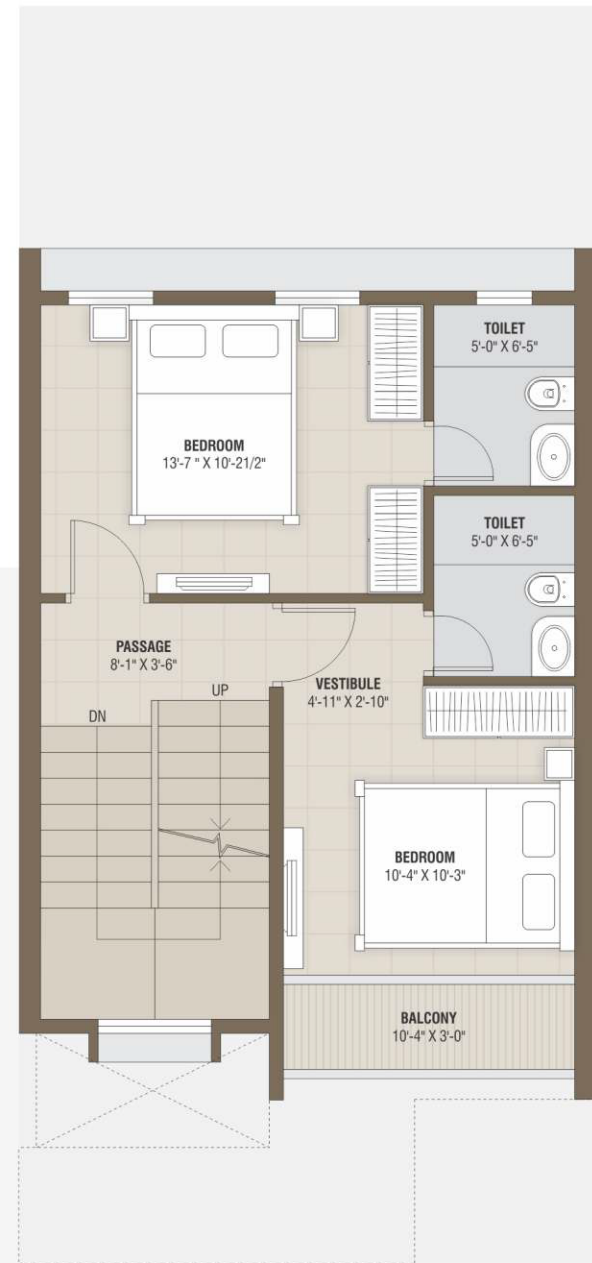 TOILET
5'-0" X 6'-5"
BEDROOM
13'-7 " X 10'-21/2"
TOILET
5'-0" X 6'-5"
PASSAGE
8'-1" X 3'-6"
VESTIBULE
4'-11" X 2'-10"
UP
DN
BEDROOM
10'-4" X 10'-3"
BALCONY
10'-4" X 3'-0"